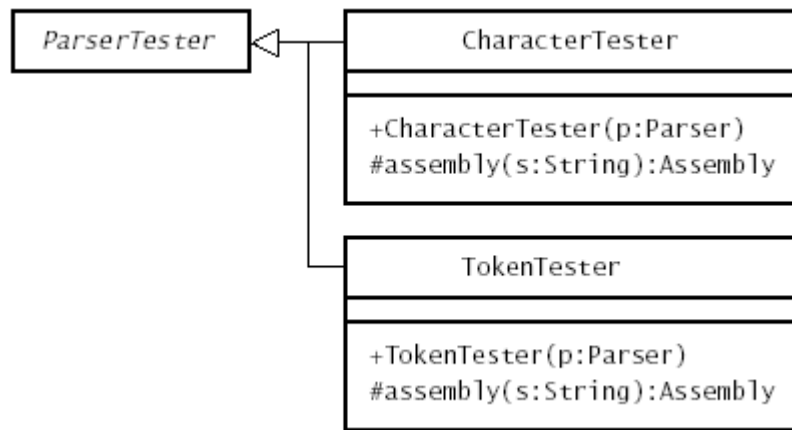 ParserTester
CharacterTester
+CharacterTester(p:Parser)
#assembly(s:String):Assembly
TokenTester
+TokenTester(p:Parser)
#assembly(s:String):Assembly